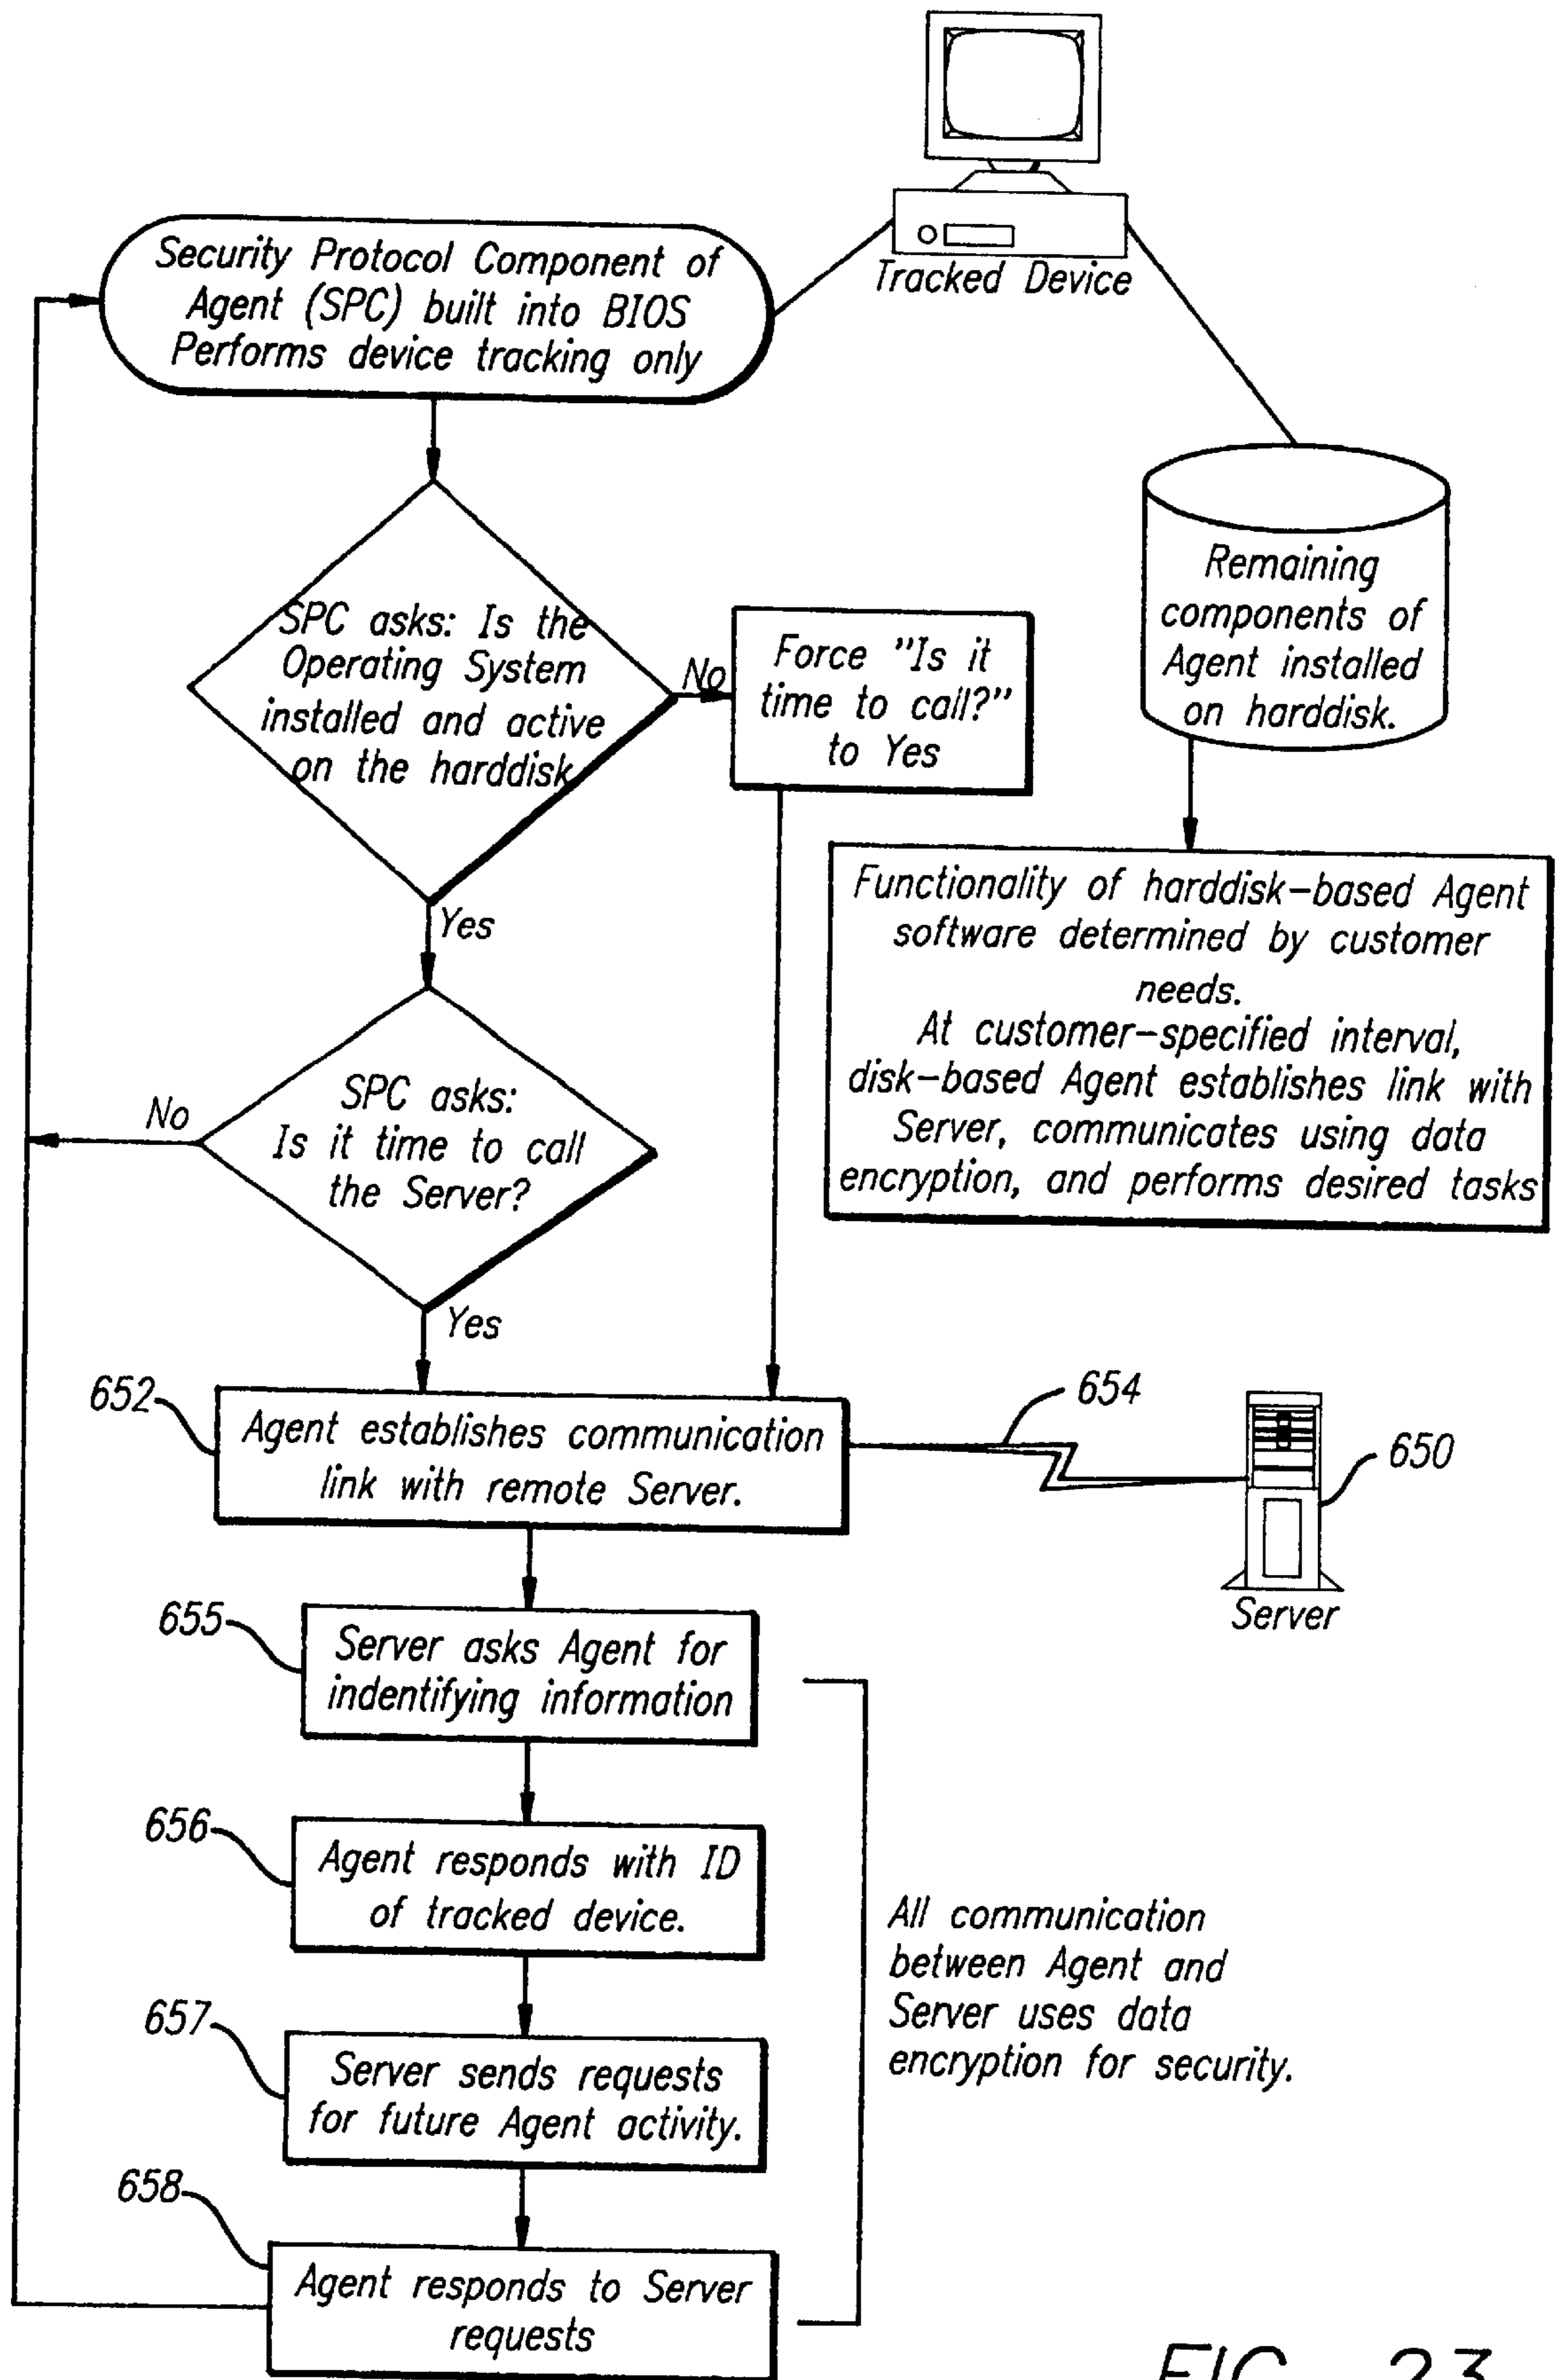 Tracked Device
Security Protocol Component of
Agent (SPC) built into BIOS
Performs device tracking only
SPC asks: Is the
Operating System
installed and active
on the harddisk
No
Force "Is it
time to call?"
to Yes
Remaining
components of
Agent installed
on harddisk.
Functionality of harddisk-based Agent
software determined by customer
needs.
At customer-specified interval,
disk-based Agent establishes link with
Server, communicates using data
encryption, and performs desired tasks
Yes
SPC asks:
Is it time to call
the Server?
No
Yes
652
Agent establishes communication
link with remote Server.
654
650
Server
655
Server asks Agent for
indentifying information
656
Agent responds with ID
of tracked device.
657
Server sends requests
for future Agent activity.
658
Agent responds to Server
requests
All communication
between Agent and
Server uses data
encryption for security.
FIG. 23